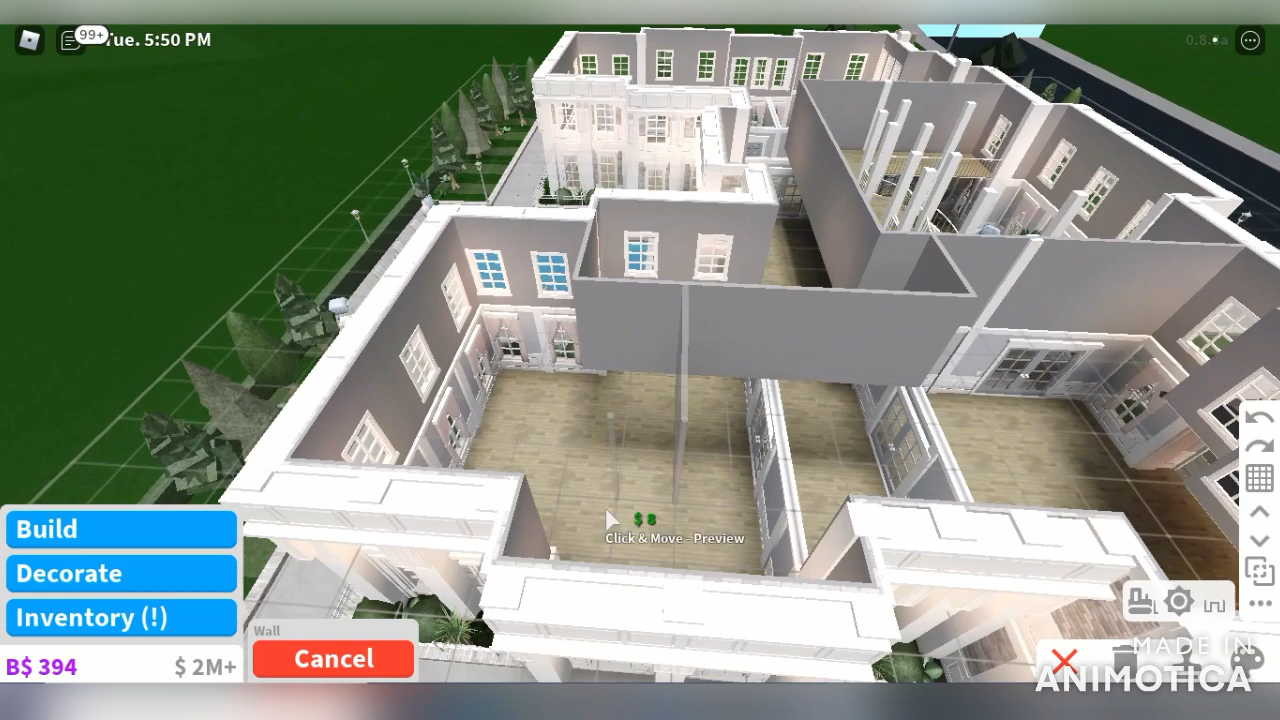 99+
Tue. 5:50 PM
$ 8
Click & Move - Preview
Build
Decorate
Inventory (!)
B$ 394
$ 2M+
Wall
Cancel
MADE IN
ANIMOTICA